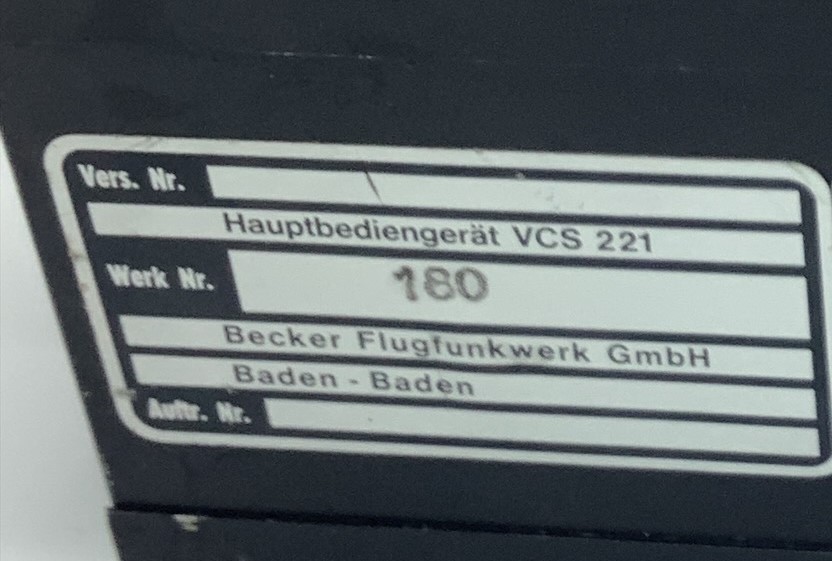 Vers. Nr.
Hauptbediengerät VCS 221
Werk Nr. 180
Becker Flugfunkwerk GmbH
Baden - Baden
Auftr. Nr.